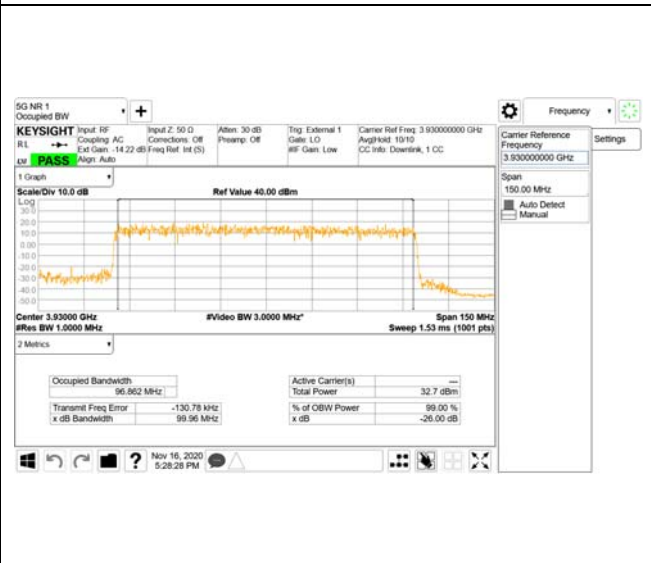 5G NR 1
Occupied BW
Frequency
KEYSIGHT
Input: RF
Input Z: 50 Ω
Atten: 30 dB
Trig: External 1
Carrier Ref Freq: 3.930000000 GHz
RL
Coupling: AC
Corrections: Off
Preamp: Off
Gate: LO
Avg|Hold: 10/10
Ext Gain: -14.22 dB
Freq Ref: Int (S)
#IF Gain: Low
CC Info: Downlink, 1 CC
PASS
Align: Auto
Carrier Reference
Frequency
3.930000000 GHz
Settings
Span
150.00 MHz
Auto Detect
Manual
1 Graph
Scale/Div 10.0 dB
Ref Value 40.00 dBm
Log
30.0
20.0
10.0
0.00
-10.0
-20.0
-30.0
-40.0
-50.0
Center 3.93000 GHz
#Video BW 3.0000 MHz*
Span 150 MHz
#Res BW 1.0000 MHz
Sweep 1.53 ms (1001 pts)
2 Metrics
Occupied Bandwidth
96.862 MHz
Active Carrier(s)
---
Total Power
32.7 dBm
Transmit Freq Error
-130.78 kHz
% of OBW Power
99.00 %
x dB Bandwidth
99.96 MHz
x dB
-26.00 dB
?
Nov 16, 2020
5:28:28 PM